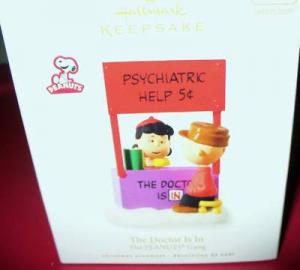 Hallmark
KEEPSAKE
PEANUTS
PSYCHIATRIC
HELP 5¢
THE DOCTOR
IS IN
The Doctor Is In
The PEANUTS® Gang